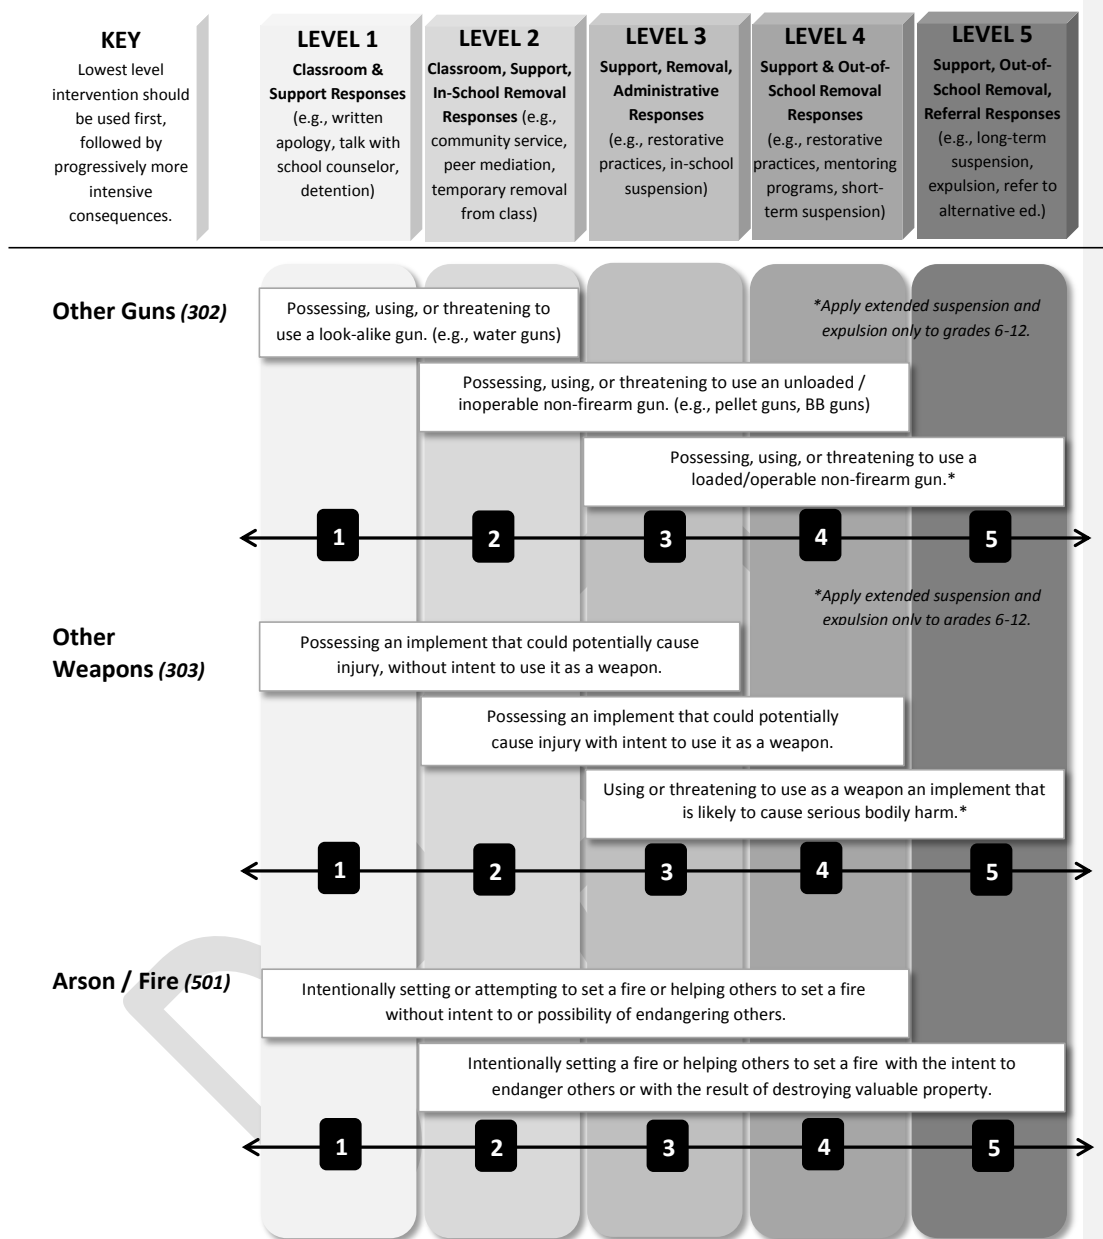 KEY
Lowest level
intervention should
be used first,
followed by
progressively more
intensive
consequences.
LEVEL 1
Classroom &
Support Responses
(e.g., written
apology, talk with
school counselor,
detention)
LEVEL 2
Classroom, Support,
In-School Removal
Responses (e.g.,
community service,
peer mediation,
temporary removal
from class)
LEVEL 3
Support, Removal,
Administrative
Responses
(e.g., restorative
practices, in-school
suspension)
LEVEL 4
Support & Out-of-
School Removal
Responses
(e.g., restorative
practices, mentoring
programs, short-
term suspension)
LEVEL 5
Support, Out-of-
School Removal,
Referral Responses
(e.g., long-term
suspension,
expulsion, refer to
alternative ed.)
Other Guns (302)
Possessing, using, or threatening to
use a look-alike gun. (e.g., water guns)
*Apply extended suspension and
expulsion only to grades 6-12.
Possessing, using, or threatening to use an unloaded /
inoperable non-firearm gun. (e.g., pellet guns, BB guns)
Possessing, using, or threatening to use a
loaded/operable non-firearm gun.*
1 2 3 4 5
*Apply extended suspension and
expulsion only to grades 6-12.
Other
Weapons (303)
Possessing an implement that could potentially cause
injury, without intent to use it as a weapon.
Possessing an implement that could potentially
cause injury with intent to use it as a weapon.
Using or threatening to use as a weapon an implement that
is likely to cause serious bodily harm.*
1 2 3 4 5
Arson / Fire (501)
Intentionally setting or attempting to set a fire or helping others to set a fire
without intent to or possibility of endangering others.
Intentionally setting a fire or helping others to set a fire with the intent to
endanger others or with the result of destroying valuable property.
1 2 3 4 5